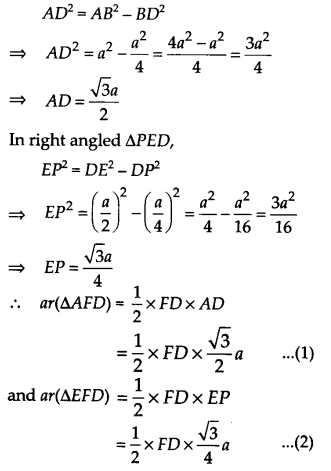 AD² = AB² – BD²
⇒ AD² = a² – a²/4 = (4a² – a²)/4 = 3a²/4
⇒ AD = √3a/2
In right angled ΔPED,
EP² = DE² – DP²
⇒ EP² = (a/2)² – (a/4)² = a²/4 – a²/16 = 3a²/16
⇒ EP = √3a/4
∴ ar(ΔAFD) = 1/2 × FD × AD
= 1/2 × FD × √3/2 a ...(1)
and ar(ΔEFD) = 1/2 × FD × EP
= 1/2 × FD × √3/4 a ...(2)